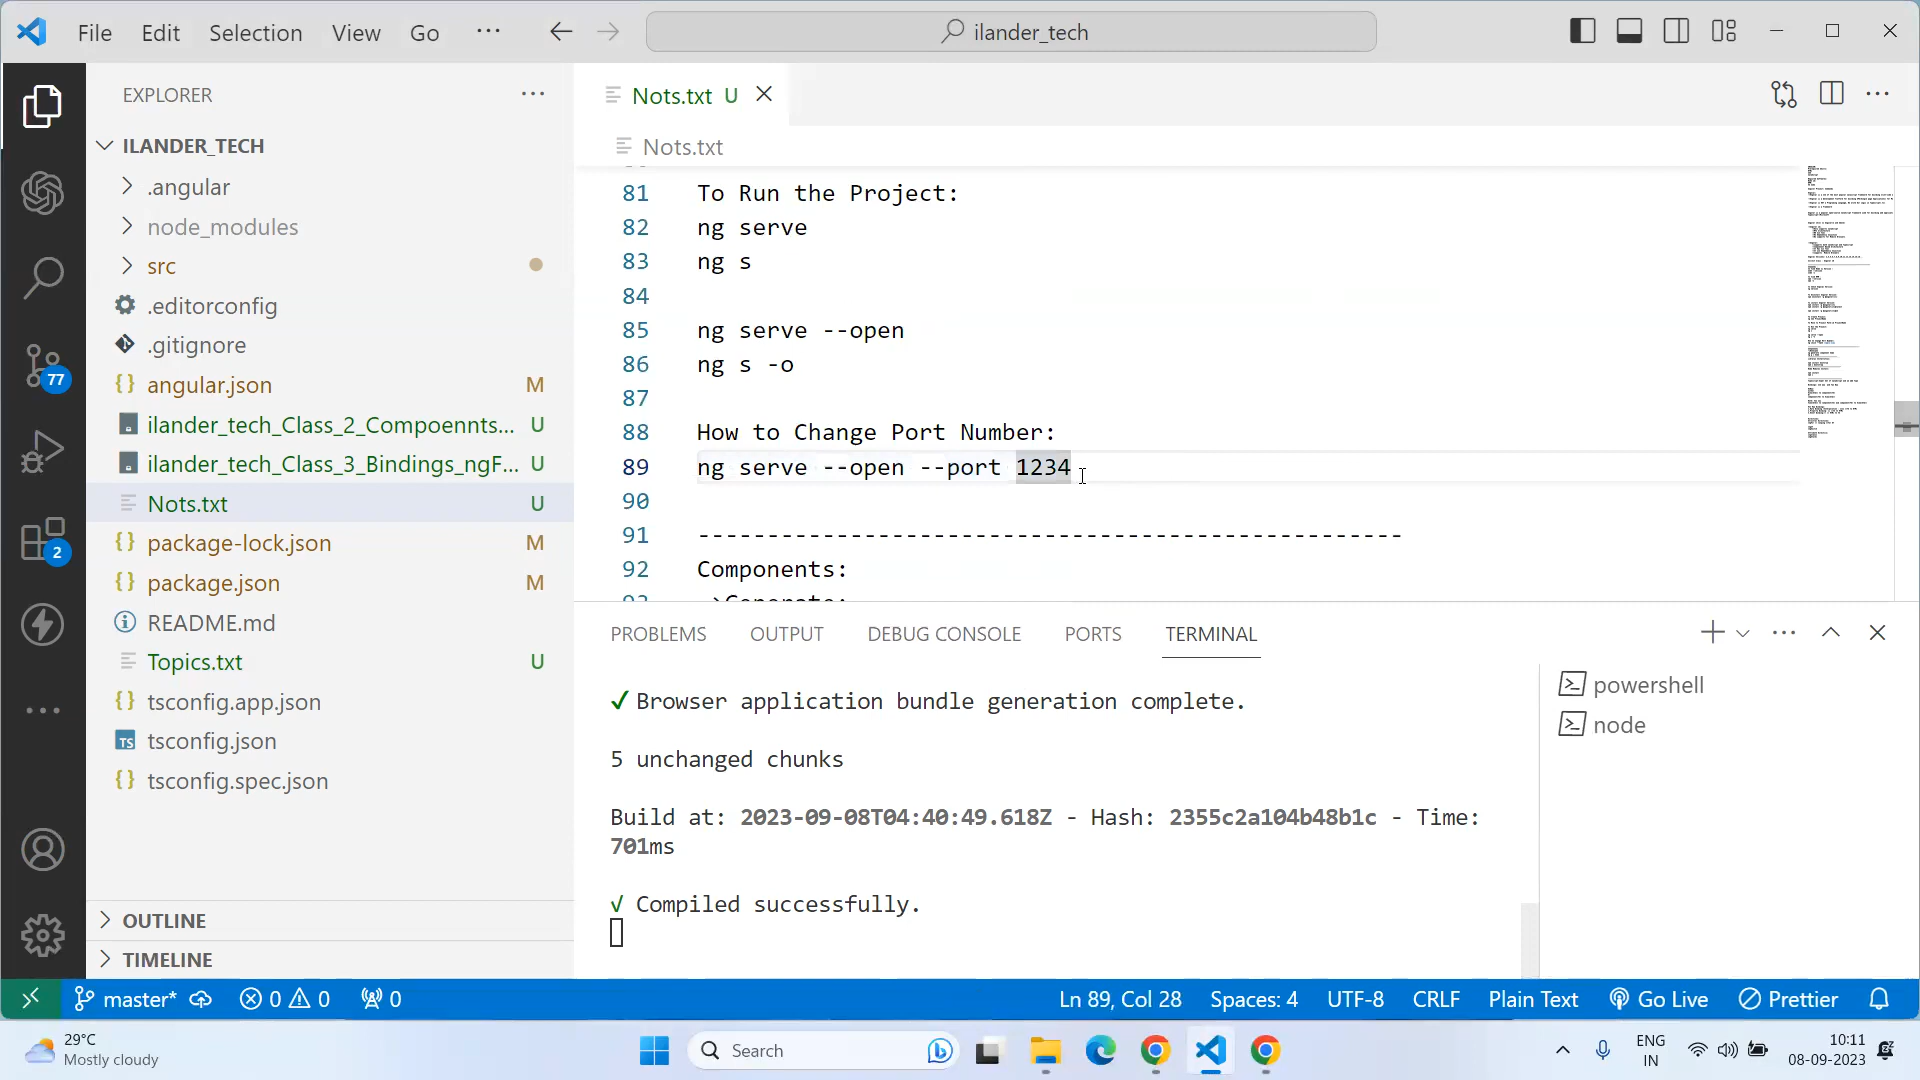 File Edit Selection View Go
ilander_tech
EXPLORER
ILANDER_TECH
.angular
node_modules
src
.editorconfig
.gitignore
angular.json M
ilander_tech_Class_2_Compoennts... U
ilander_tech_Class_3_Bindings_ngF... U
Nots.txt U
package-lock.json M
package.json M
README.md
Topics.txt U
tsconfig.app.json
TS tsconfig.json
tsconfig.spec.json
OUTLINE
TIMELINE
77
2
Nots.txt U
Nots.txt
81 To Run the Project:
82 ng serve
83 ng s
84
85 ng serve --open
86 ng s -o
87
88 How to Change Port Number:
89 ng serve --open --port 1234
90
91 ---------------------------------------------------
92 Components:
PROBLEMS OUTPUT DEBUG CONSOLE PORTS TERMINAL
✓ Browser application bundle generation complete.
5 unchanged chunks
Build at: 2023-09-08T04:40:49.618Z - Hash: 2355c2a104b48b1c - Time:
701ms
√ Compiled successfully.
powershell
node
master* 0 0 0 Ln 89, Col 28 Spaces: 4 UTF-8 CRLF Plain Text Go Live Prettier
29°C
Mostly cloudy
Search
ENG
IN
10:11
08-09-2023